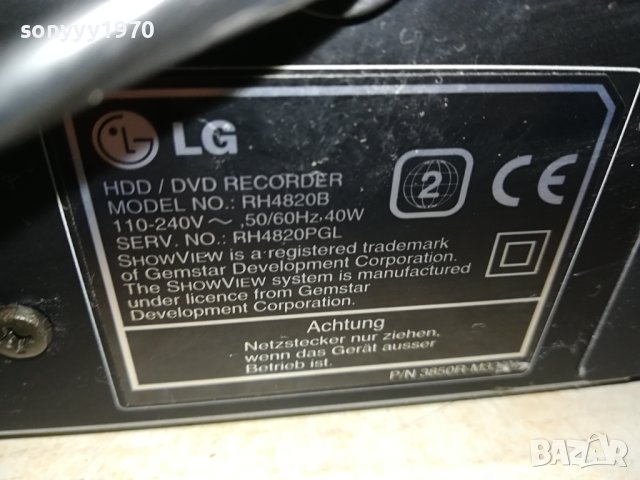 sonyyy1970
LG
HDD / DVD RECORDER
MODEL NO.: RH4820B
110-240V ~ ,50/60Hz,40W
SERV. NO.: RH4820PGL
SHOWVIEW is a registered trademark
of Gemstar Development Corporation.
The SHOWVIEW system is manufactured
under licence from Gemstar
Development Corporation.
2
CE
Achtung
Netzstecker nur ziehen,
wenn das Gerät ausser
Betrieb ist.
P/N 3850R-M3
BAZAR